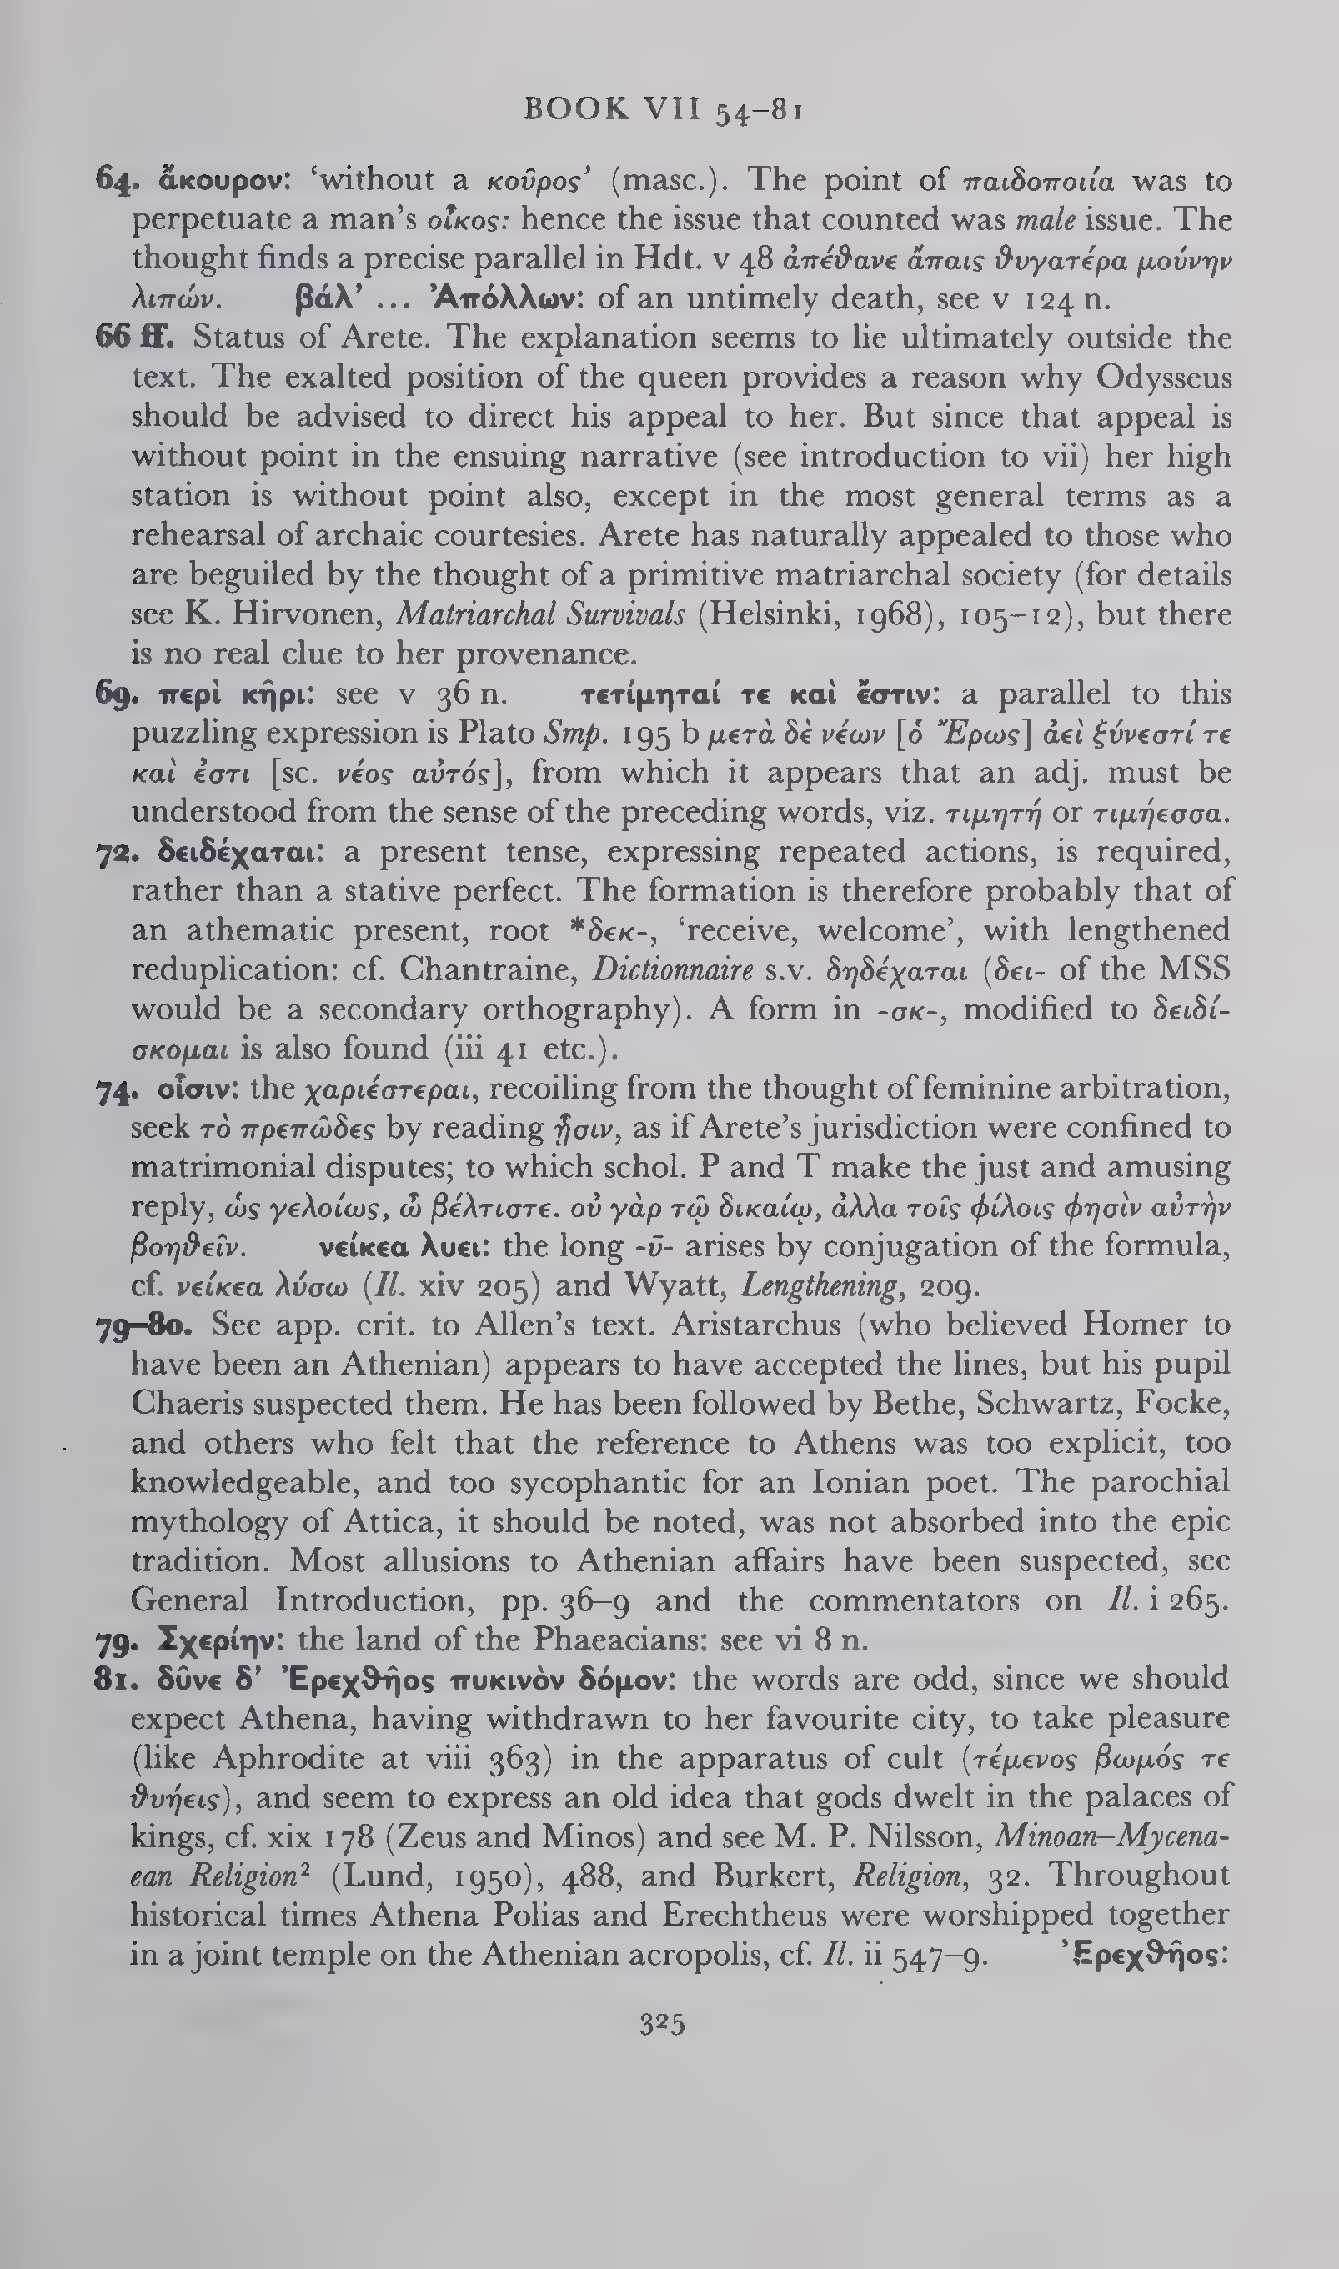 BOOK VII 54–81
64. ἄκουρον: ‘without a κοῦρος’ (masc.). The point of παιδοποιία was to
perpetuate a man’s οἶκος: hence the issue that counted was male issue. The
thought finds a precise parallel in Hdt. v 48 ἀπέϑανε ἄπαις ϑυγατέρα μούνην
λιπών. βάλ’ ... Ἀπόλλων: of an untimely death, see v 124 n.
66 ff. Status of Arete. The explanation seems to lie ultimately outside the
text. The exalted position of the queen provides a reason why Odysseus
should be advised to direct his appeal to her. But since that appeal is
without point in the ensuing narrative (see introduction to vii) her high
station is without point also, except in the most general terms as a
rehearsal of archaic courtesies. Arete has naturally appealed to those who
are beguiled by the thought of a primitive matriarchal society (for details
see K. Hirvonen, Matriarchal Survivals (Helsinki, 1968), 105–12), but there
is no real clue to her provenance.
69. περὶ κῆρι: see v 36 n. τετίμηταί τε καὶ ἔστιν: a parallel to this
puzzling expression is Plato Smp. 195 b μετὰ δὲ νέων [ὁ Ἔρως] ἀεὶ ξύνεστί τε
καὶ ἐστι [sc. νέος αὐτός], from which it appears that an adj. must be
understood from the sense of the preceding words, viz. τιμητή or τιμήεσσα.
72. δειδέχαται: a present tense, expressing repeated actions, is required,
rather than a stative perfect. The formation is therefore probably that of
an athematic present, root *δεκ-, ‘receive, welcome’, with lengthened
reduplication: cf. Chantraine, Dictionnaire s.v. δηδέχαται (δει- of the MSS
would be a secondary orthography). A form in -σκ-, modified to δειδί-
σκομαι is also found (iii 41 etc.).
74. οἷσιν: the χαριέστεραι, recoiling from the thought of feminine arbitration,
seek τὸ πρεπῶδες by reading ᾗσιν, as if Arete’s jurisdiction were confined to
matrimonial disputes; to which schol. P and T make the just and amusing
reply, ὡς γελοίως, ὦ βέλτιστε. οὐ γὰρ τῷ δικαίῳ, ἀλλα τοῖς φίλοις φησὶν αὐτὴν
βοηϑεῖν. νείκεα λυει: the long -ῡ- arises by conjugation of the formula,
cf. νείκεα λύσω (Il. xiv 205) and Wyatt, Lengthening, 209.
79–80. See app. crit. to Allen’s text. Aristarchus (who believed Homer to
have been an Athenian) appears to have accepted the lines, but his pupil
Chaeris suspected them. He has been followed by Bethe, Schwartz, Focke,
and others who felt that the reference to Athens was too explicit, too
knowledgeable, and too sycophantic for an Ionian poet. The parochial
mythology of Attica, it should be noted, was not absorbed into the epic
tradition. Most allusions to Athenian affairs have been suspected, see
General Introduction, pp. 36–9 and the commentators on Il. i 265.
79. Σχερίην: the land of the Phaeacians: see vi 8 n.
81. δῦνε δ’ Ἐρεχϑῆος πυκινὸν δόμον: the words are odd, since we should
expect Athena, having withdrawn to her favourite city, to take pleasure
(like Aphrodite at viii 363) in the apparatus of cult (τέμενος βωμός τε
ϑυήεις), and seem to express an old idea that gods dwelt in the palaces of
kings, cf. xix 178 (Zeus and Minos) and see M. P. Nilsson, Minoan–Mycena-
ean Religion² (Lund, 1950), 488, and Burkert, Religion, 32. Throughout
historical times Athena Polias and Erechtheus were worshipped together
in a joint temple on the Athenian acropolis, cf. Il. ii 547–9. Ἐρεχϑῆος:
325